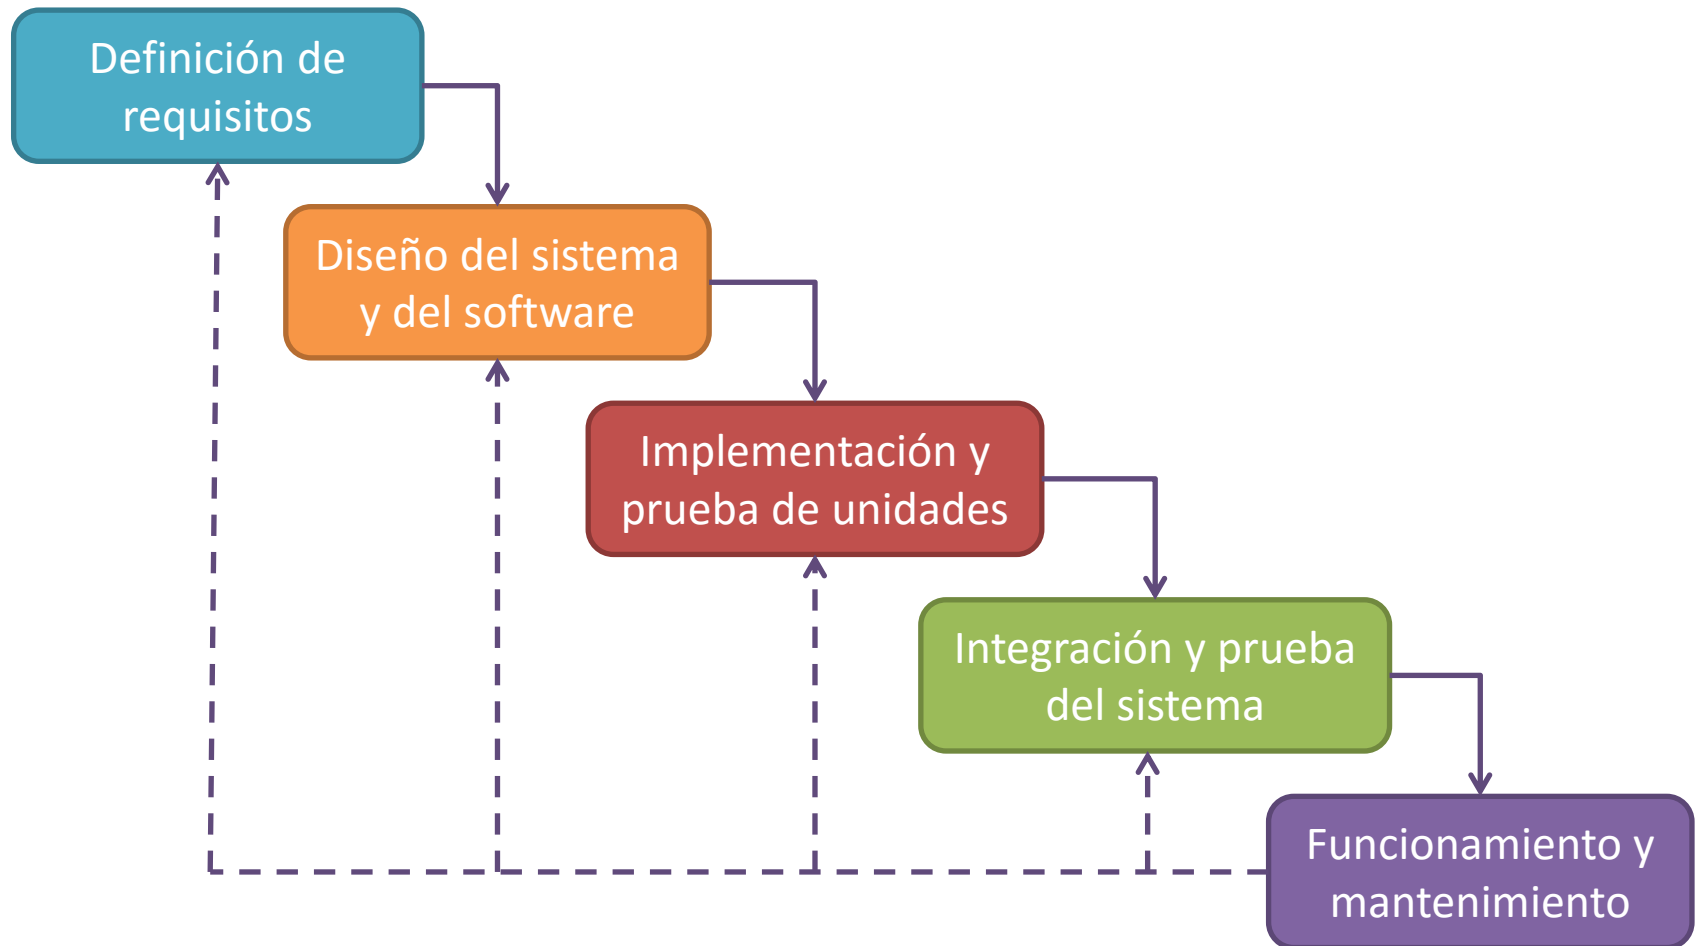 Definición de
requisitos
Diseño del sistema
y del software
Implementación y
prueba de unidades
Integración y prueba
del sistema
Funcionamiento y
mantenimiento